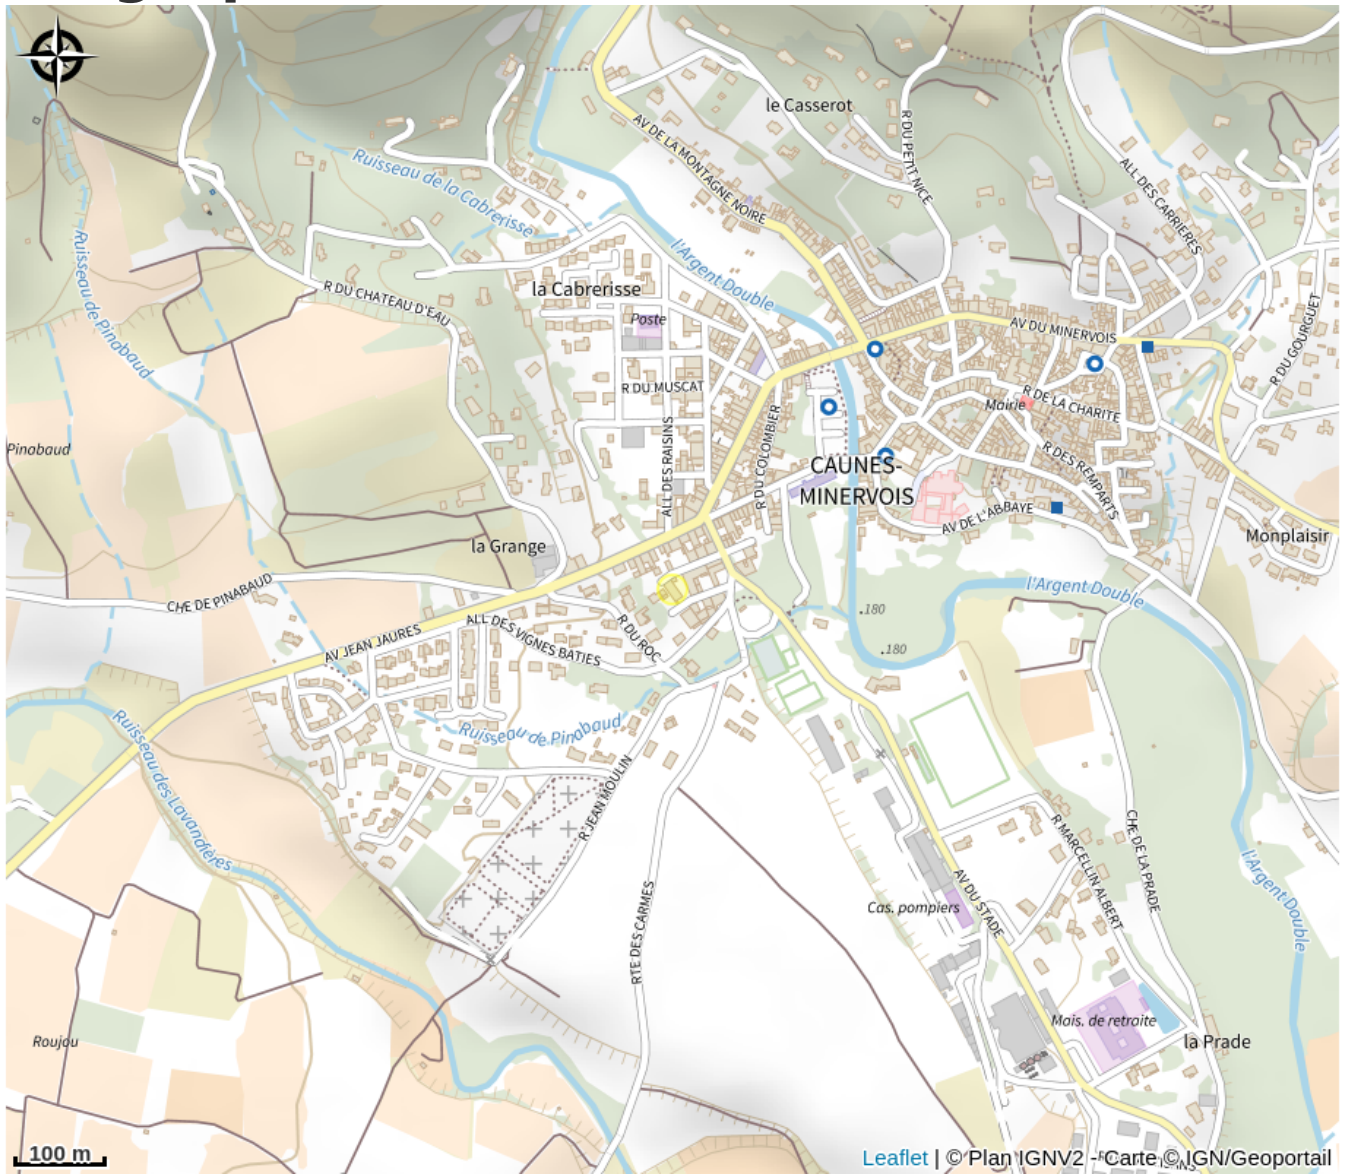 le Casserot
AV DE LA MONTAGNE NOIRE
R DU PETIT NICE
Ruisseau de la Cabrerisse
ALL DES CARRIERES
l'Argent Double
Ruisseau de Pinabaud
la Cabrerisse
R DU CHATEAU D'EAU
Poste
AV DU MINERVOIS
R DU GOURGUET
R DU MUSCAT
R DE LA CHARITE
Mairie
R DU COLOMBIER
ALL DES RAISINS
Pinabaud
R DES REMPARTS
CAUNES-
MINERVOIS
AV DE L'ABBAYE
Monplaisir
la Grange
CHE DE PINABAUD
l'Argent Double
.180
R DU ROC
ALL DES VIGNES BATIES
AV JEAN JAURES
.180
Ruisseau de Pinabaud
Ruisseau des Lavandières
R JEAN MOULIN
R MARCELLIN ALBERT
CHE DE LA PRADE
l'Argent Double
AV DU STADE
Cas. pompiers
RTE DES CARMES
Mais. de retraite
Roujou
la Prade
100 m
Leaflet | © Plan IGNV2 - Carte © IGN/Geoportail